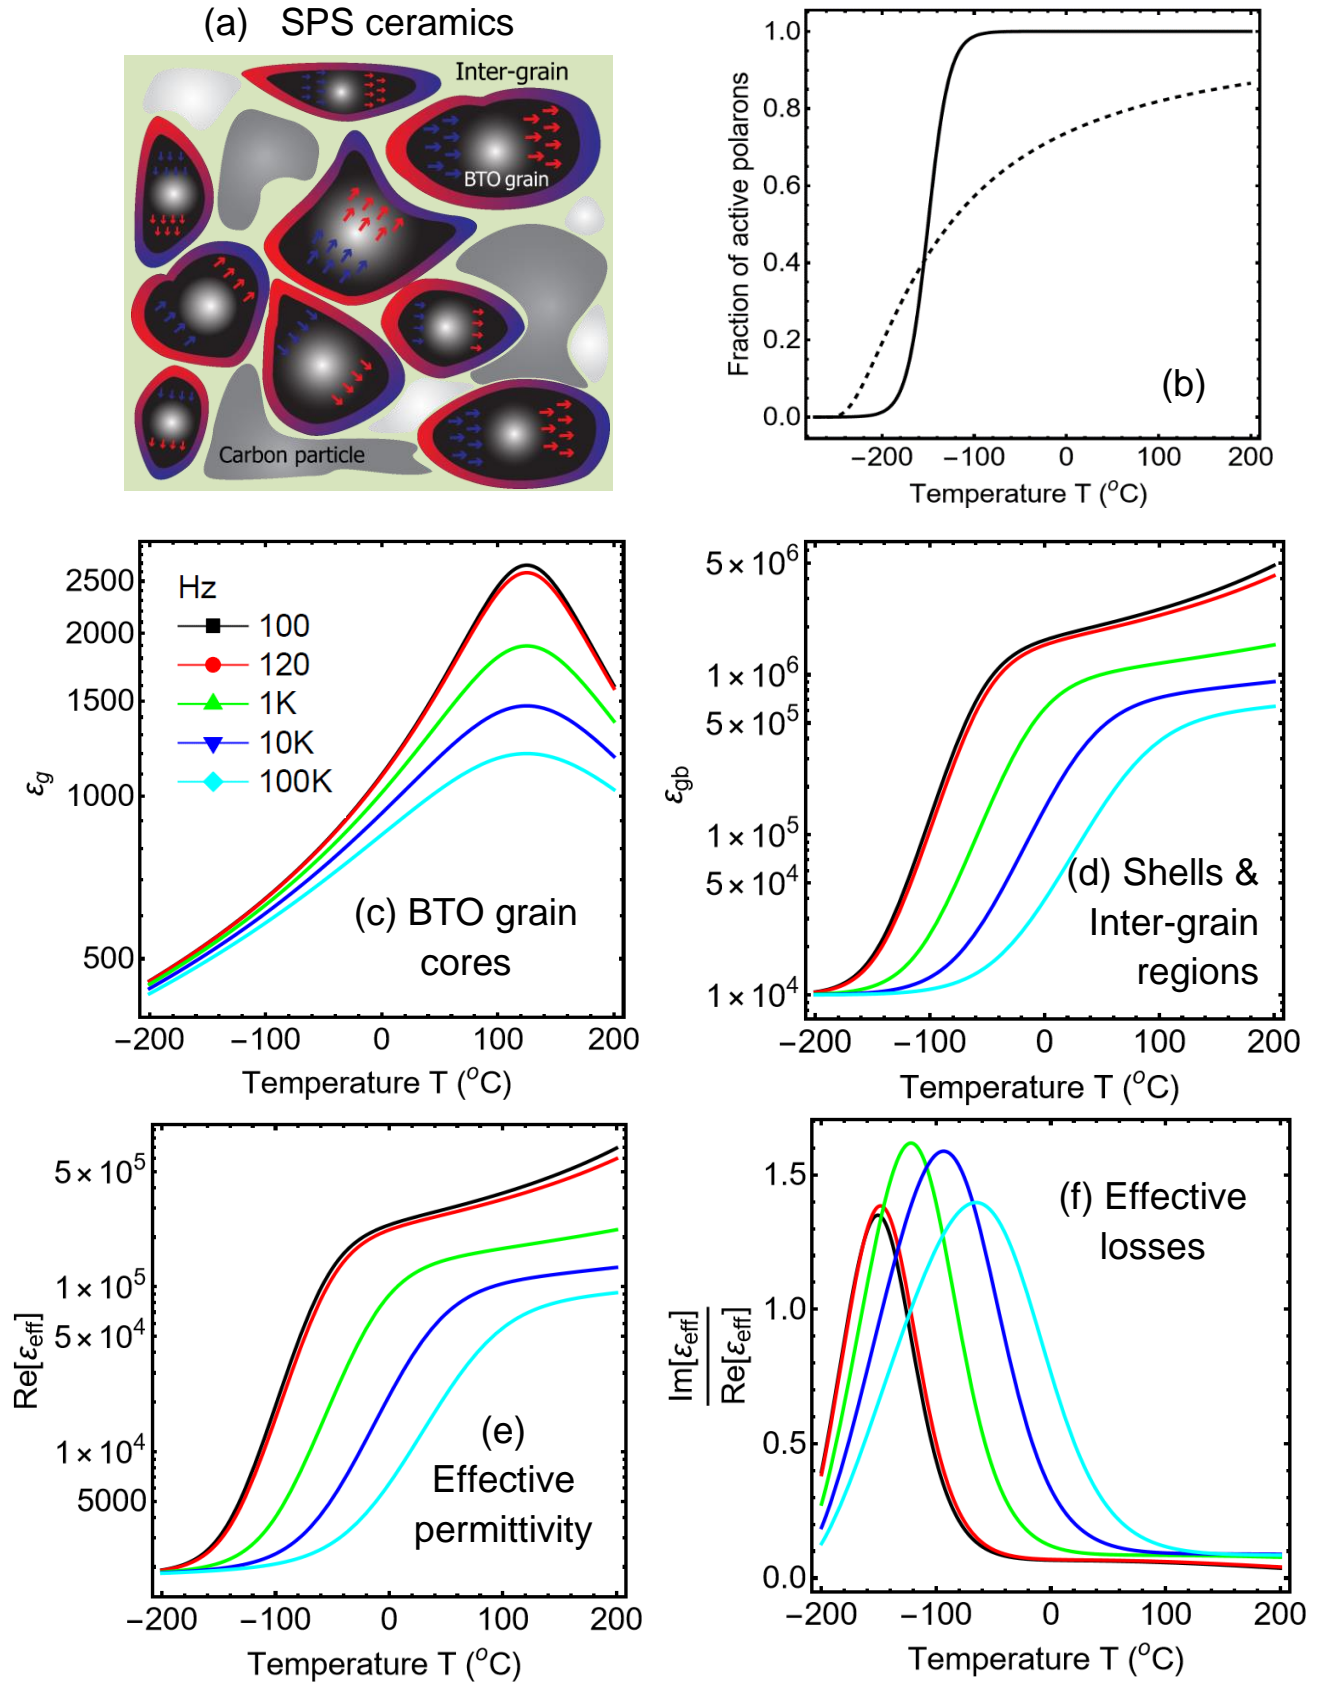 (a) SPS ceramics
Inter-grain
BTO grain
Carbon particle
1.0
0.8
0.6
0.4
0.2
0.0
Fraction of active polarons
(b)
−200 −100 0 100 200
Temperature T (°C)
2500
2000
1500
1000
500
εg
Hz
100
120
1K
10K
100K
(c) BTO grain
cores
−200 −100 0 100 200
Temperature T (°C)
5 × 10⁶
1 × 10⁶
5 × 10⁵
1 × 10⁵
5 × 10⁴
1 × 10⁴
εgb
(d) Shells &
Inter-grain
regions
−200 −100 0 100 200
Temperature T (°C)
5 × 10⁵
1 × 10⁵
5 × 10⁴
1 × 10⁴
5000
Re[εeff]
(e)
Effective
permittivity
−200 −100 0 100 200
Temperature T (°C)
1.5
1.0
0.5
0.0
Im[εeff]
Re[εeff]
(f) Effective
losses
−200 −100 0 100 200
Temperature T (°C)